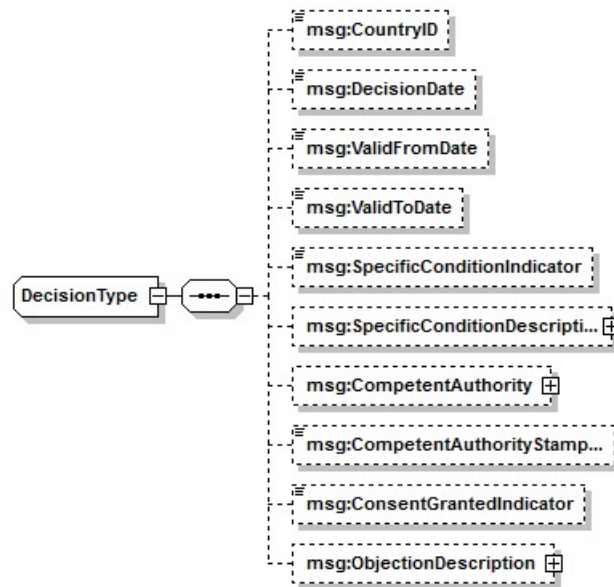 msg:CountryID
msg:DecisionDate
msg:ValidFromDate
msg:ValidToDate
msg:SpecificConditionIndicator
DecisionType
msg:SpecificConditionDescripti...
msg:CompetentAuthority
msg:CompetentAuthorityStamp...
msg:ConsentGrantedIndicator
msg:ObjectionDescription